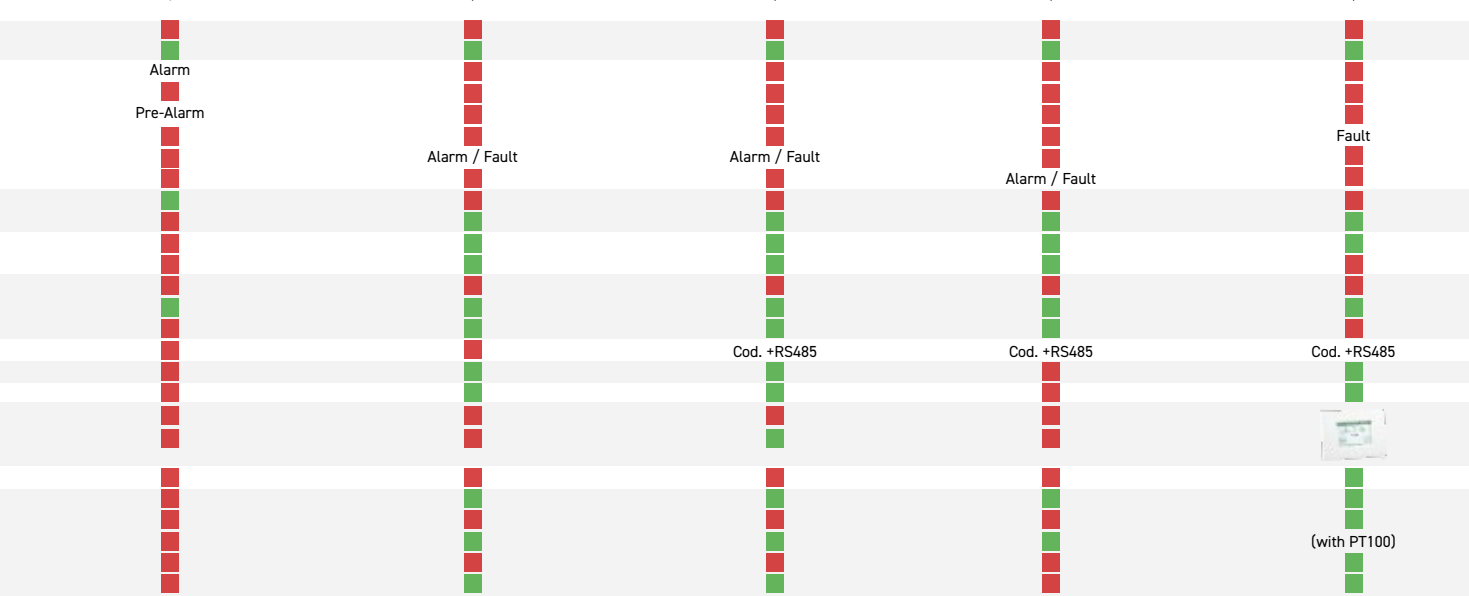 Alarm
Pre-Alarm
Fault
Alarm / Fault
Alarm / Fault
Alarm / Fault
Cod. +RS485
Cod. +RS485
Cod. +RS485
(with PT100)